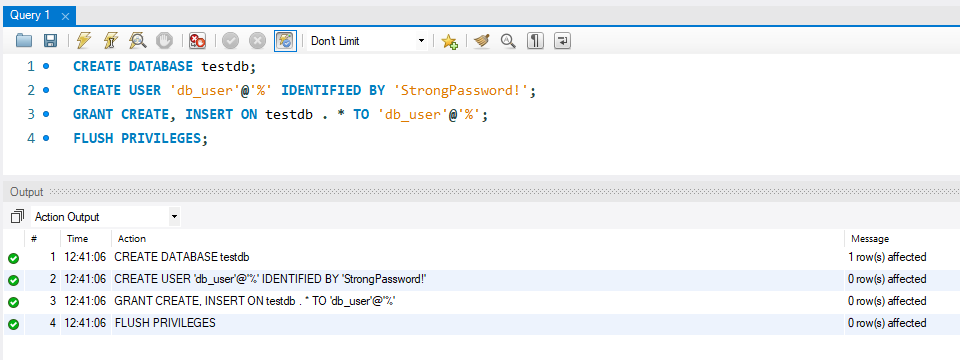 Query 1
Don't Limit
1 CREATE DATABASE testdb;
2 CREATE USER 'db_user'@'%' IDENTIFIED BY 'StrongPassword!';
3 GRANT CREATE, INSERT ON testdb . * TO 'db_user'@'%';
4 FLUSH PRIVILEGES;
Output
Action Output
# Time Action Message
1 12:41:06 CREATE DATABASE testdb 1 row(s) affected
2 12:41:06 CREATE USER 'db_user'@'%' IDENTIFIED BY 'StrongPassword!' 0 row(s) affected
3 12:41:06 GRANT CREATE, INSERT ON testdb . * TO 'db_user'@'%' 0 row(s) affected
4 12:41:06 FLUSH PRIVILEGES 0 row(s) affected